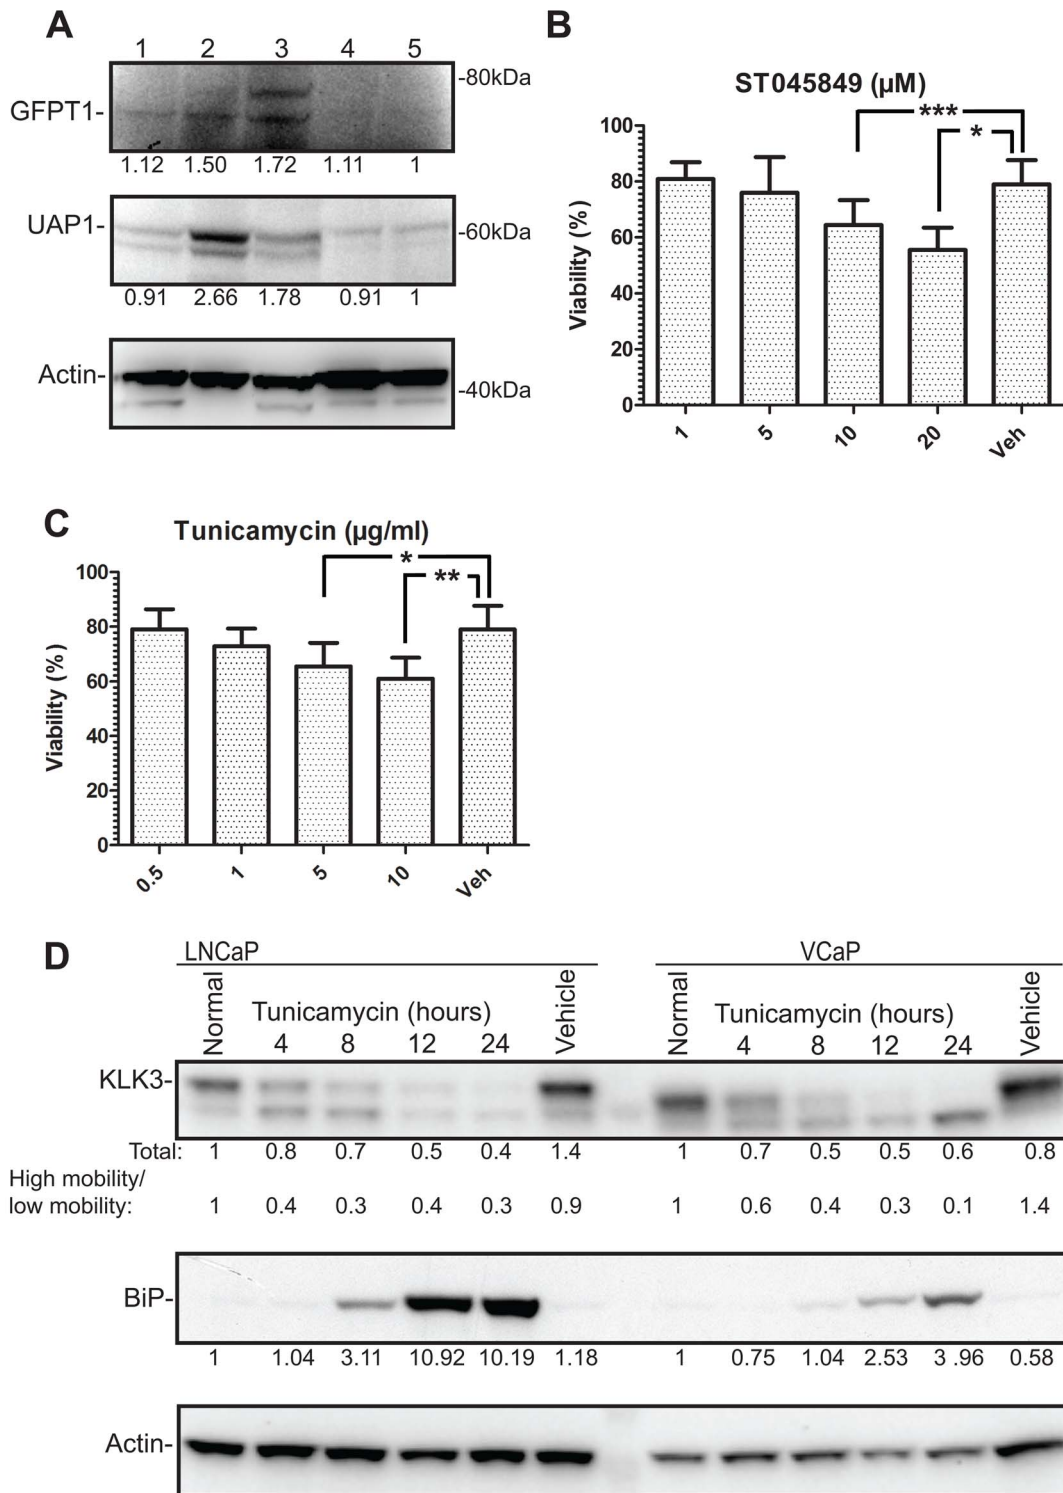 A
1 2 3 4 5
-80kDa
GFPT1-
1.12 1.50 1.72 1.11 1
UAP1-
-60kDa
0.91 2.66 1.78 0.91 1
Actin-
-40kDa
B
ST045849 (µM)
***
*
Viability (%)
100
80
60
40
20
0
1 5 10 20 Veh
C
Tunicamycin (µg/ml)
*
**
Viability (%)
100
80
60
40
20
0
0.5 1 5 10 Veh
D
LNCaP VCaP
Normal Tunicamycin (hours) Vehicle Normal Tunicamycin (hours) Vehicle
4 8 12 24 4 8 12 24
KLK3-
Total: 1 0.8 0.7 0.5 0.4 1.4 1 0.7 0.5 0.5 0.6 0.8
High mobility/
low mobility: 1 0.4 0.3 0.4 0.3 0.9 1 0.6 0.4 0.3 0.1 1.4
BiP-
1 1.04 3.11 10.92 10.19 1.18 1 0.75 1.04 2.53 3 .96 0.58
Actin-